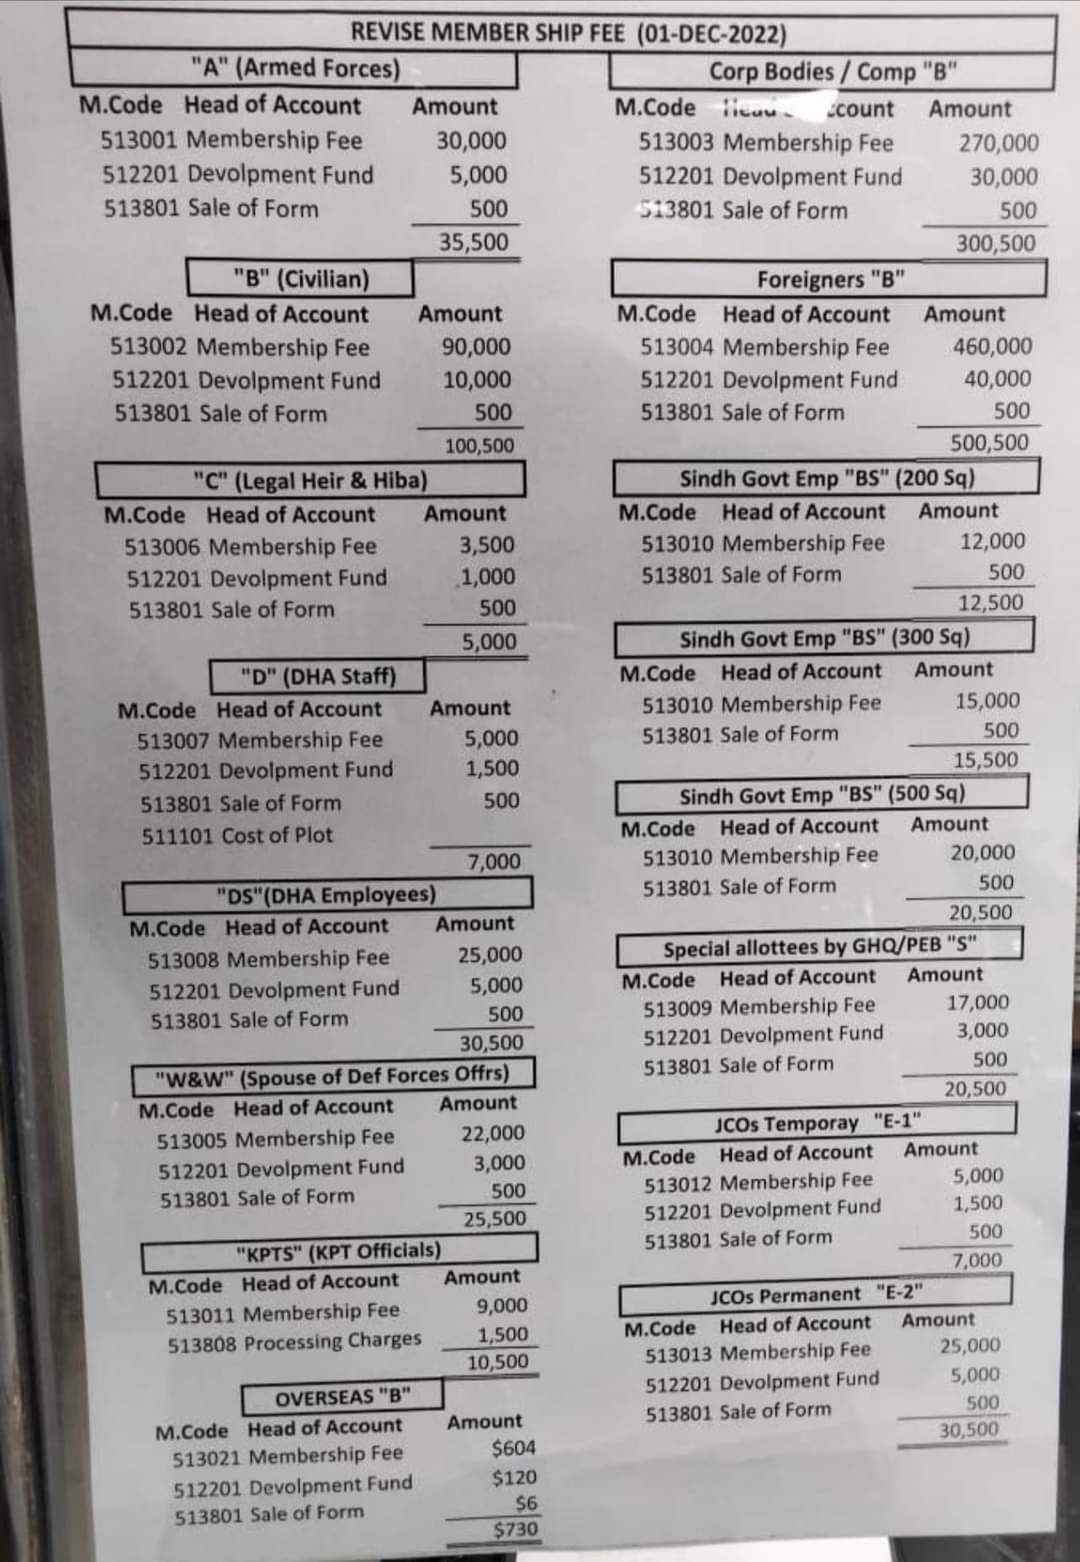 REVISE MEMBER SHIP FEE (01-DEC-2022)
"A" (Armed Forces)
M.Code Head of Account Amount
513001 Membership Fee 30,000
512201 Devolpment Fund 5,000
513801 Sale of Form 500
35,500
"B" (Civilian)
M.Code Head of Account Amount
513002 Membership Fee 90,000
512201 Devolpment Fund 10,000
513801 Sale of Form 500
100,500
"C" (Legal Heir & Hiba)
M.Code Head of Account Amount
513006 Membership Fee 3,500
512201 Devolpment Fund 1,000
513801 Sale of Form 500
5,000
"D" (DHA Staff)
M.Code Head of Account Amount
513007 Membership Fee 5,000
512201 Devolpment Fund 1,500
513801 Sale of Form 500
511101 Cost of Plot
7,000
"DS"(DHA Employees)
M.Code Head of Account Amount
513008 Membership Fee 25,000
512201 Devolpment Fund 5,000
513801 Sale of Form 500
30,500
"W&W" (Spouse of Def Forces Offrs)
M.Code Head of Account Amount
513005 Membership Fee 22,000
512201 Devolpment Fund 3,000
513801 Sale of Form 500
25,500
"KPTS" (KPT Officials)
M.Code Head of Account Amount
513011 Membership Fee 9,000
513808 Processing Charges 1,500
10,500
OVERSEAS "B"
M.Code Head of Account Amount
513021 Membership Fee $604
512201 Devolpment Fund $120
513801 Sale of Form $6
$730
Corp Bodies / Comp "B"
M.Code Amount
513003 Membership Fee 270,000
512201 Devolpment Fund 30,000
513801 Sale of Form 500
300,500
Foreigners "B"
M.Code Head of Account Amount
513004 Membership Fee 460,000
512201 Devolpment Fund 40,000
513801 Sale of Form 500
500,500
Sindh Govt Emp "BS" (200 Sq)
M.Code Head of Account Amount
513010 Membership Fee 12,000
513801 Sale of Form 500
12,500
Sindh Govt Emp "BS" (300 Sq)
M.Code Head of Account Amount
513010 Membership Fee 15,000
513801 Sale of Form 500
15,500
Sindh Govt Emp "BS" (500 Sq)
M.Code Head of Account Amount
513010 Membership Fee 20,000
513801 Sale of Form 500
20,500
Special allottees by GHQ/PEB "S"
M.Code Head of Account Amount
513009 Membership Fee 17,000
512201 Devolpment Fund 3,000
513801 Sale of Form 500
20,500
JCOs Temporay "E-1"
M.Code Head of Account Amount
513012 Membership Fee 5,000
512201 Devolpment Fund 1,500
513801 Sale of Form 500
7,000
JCOs Permanent "E-2"
M.Code Head of Account Amount
513013 Membership Fee 25,000
512201 Devolpment Fund 5,000
513801 Sale of Form 500
30,500